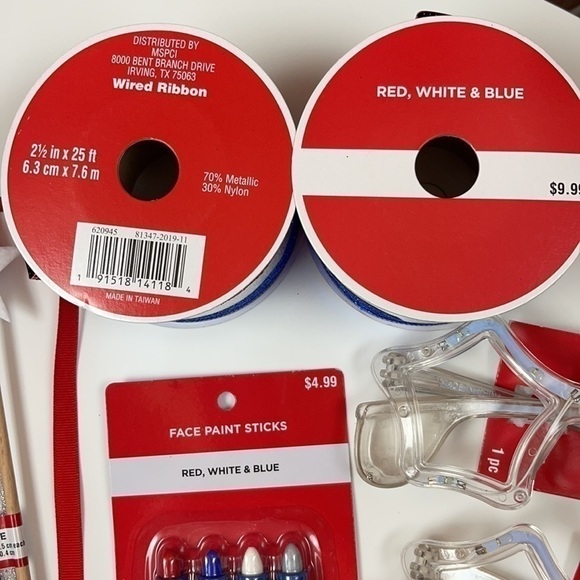 DISTRIBUTED BY
MSPCI
8000 BENT BRANCH DRIVE
IRVING, TX 75063
Wired Ribbon
2½ in x 25 ft
6.3 cm x 7.6 m
70% Metallic
30% Nylon
620945 81347-2019-11
1 91518 14118 4
MADE IN TAIWAN
RED, WHITE & BLUE
$9.99
$4.99
FACE PAINT STICKS
RED, WHITE & BLUE
1 pc